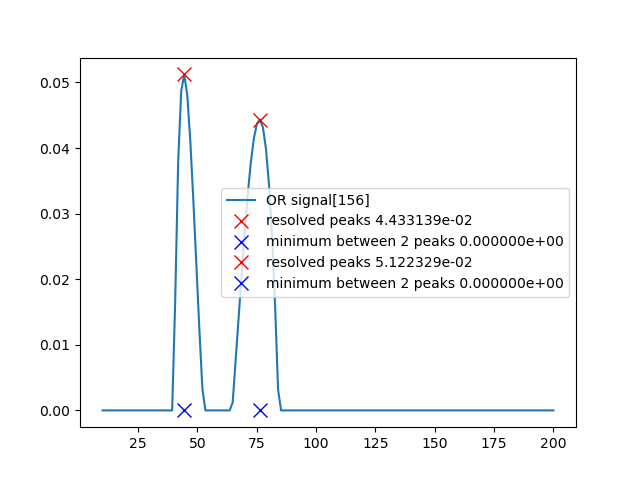 0.05
0.04
0.03
0.02
0.01
0.00
OR signal[156]
resolved peaks 4.433139e-02
minimum between 2 peaks 0.000000e+00
resolved peaks 5.122329e-02
minimum between 2 peaks 0.000000e+00
25 50 75 100 125 150 175 200